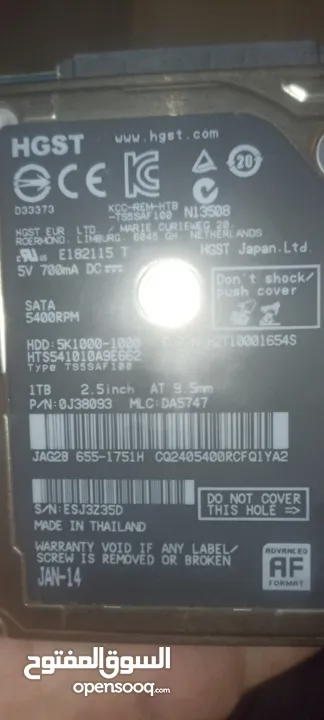 HGST
www.hgst.com
20
D33373
KCC-REM-HTB
-TS5SAF100
N13508
HGST EUR LTD / MARIE CURIEWEG 20
ROERMOND, LIMBURG 6045 GH NETHERLANDS
E182115 T
HGST Japan.Ltd.
5V 700mA DC
Don't shock/
push cover
SATA
5400RPM
HDD: 5K1000-1000
H2T10001654S
HTS541010A9E662
TYPE TS5SAF100
1TB 2.5inch AT 9.5mm
P/N:0J38093 MLC:DA5747
JAG2B 655-1751H CQ2405400RCFQ1YA2
S/N:ESJ3Z35D
MADE IN THAILAND
DO NOT COVER
THIS HOLE
WARRANTY VOID IF ANY LABEL/
SCREW IS REMOVED OR BROKEN
JAN-14
ADVANCED
AF
FORMAT
السوق المفتوح
opensooq.com